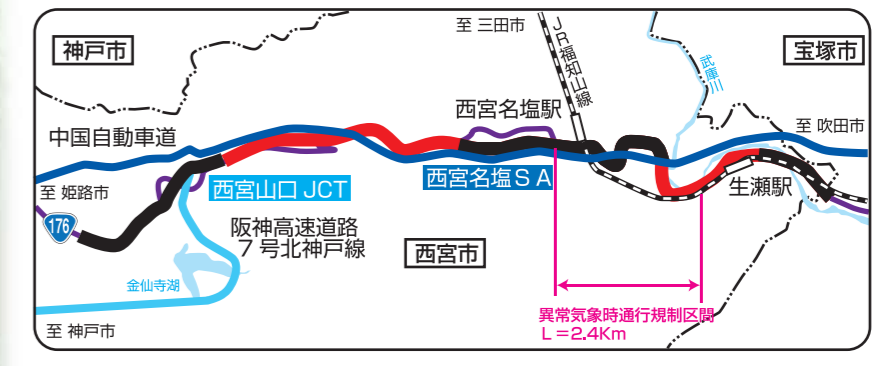 至 三田市
神戸市
JR福知山線
武庫川
宝塚市
西宮名塩駅
中国自動車道
至 吹田市
至 姫路市
西宮山口 JCT
西宮名塩SA
生瀬駅
176
阪神高速道路
7号北神戸線
西宮市
金仙寺湖
異常気象時通行規制区間
L=2.4Km
至 神戸市